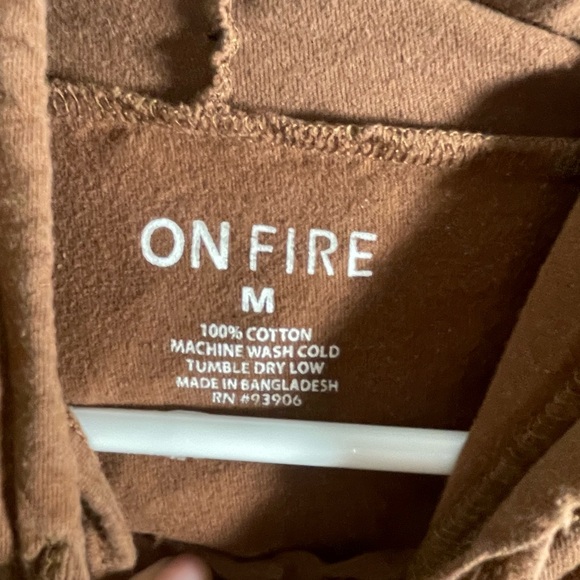 ON FIRE
M
100% COTTON
MACHINE WASH COLD
TUMBLE DRY LOW
MADE IN BANGLADESH
RN #93906